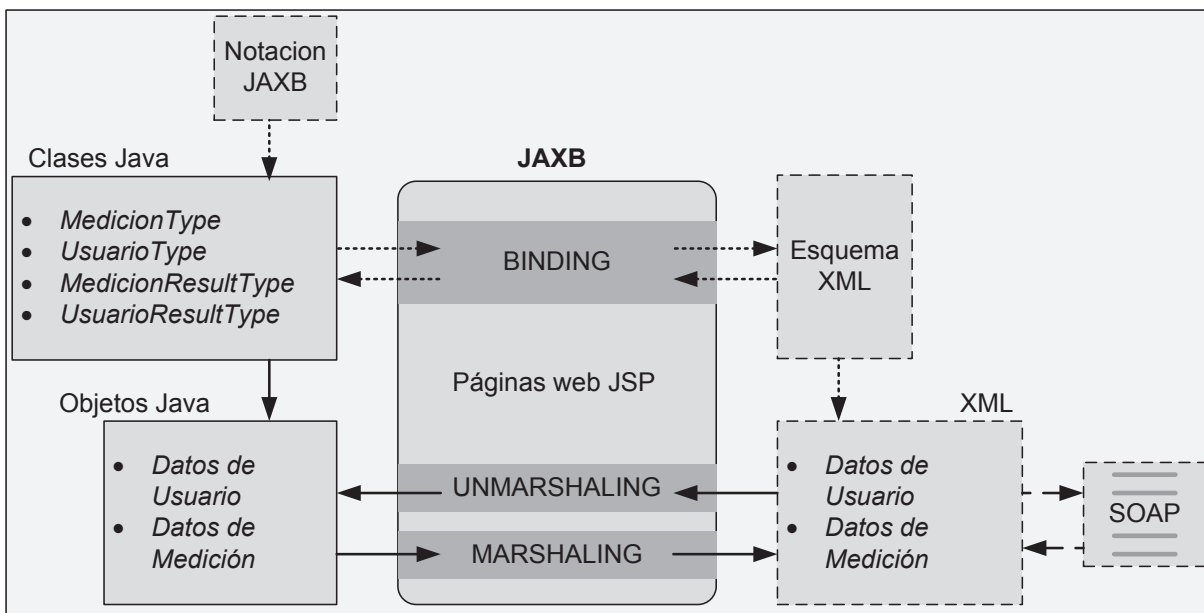 Notacion
JAXB
Clases Java
• MedicionType
• UsuarioType
• MedicionResultType
• UsuarioResultType
JAXB
BINDING
Esquema
XML
Páginas web JSP
Objetos Java
• Datos de
Usuario
• Datos de
Medición
UNMARSHALING
MARSHALING
XML
• Datos de
Usuario
• Datos de
Medición
SOAP